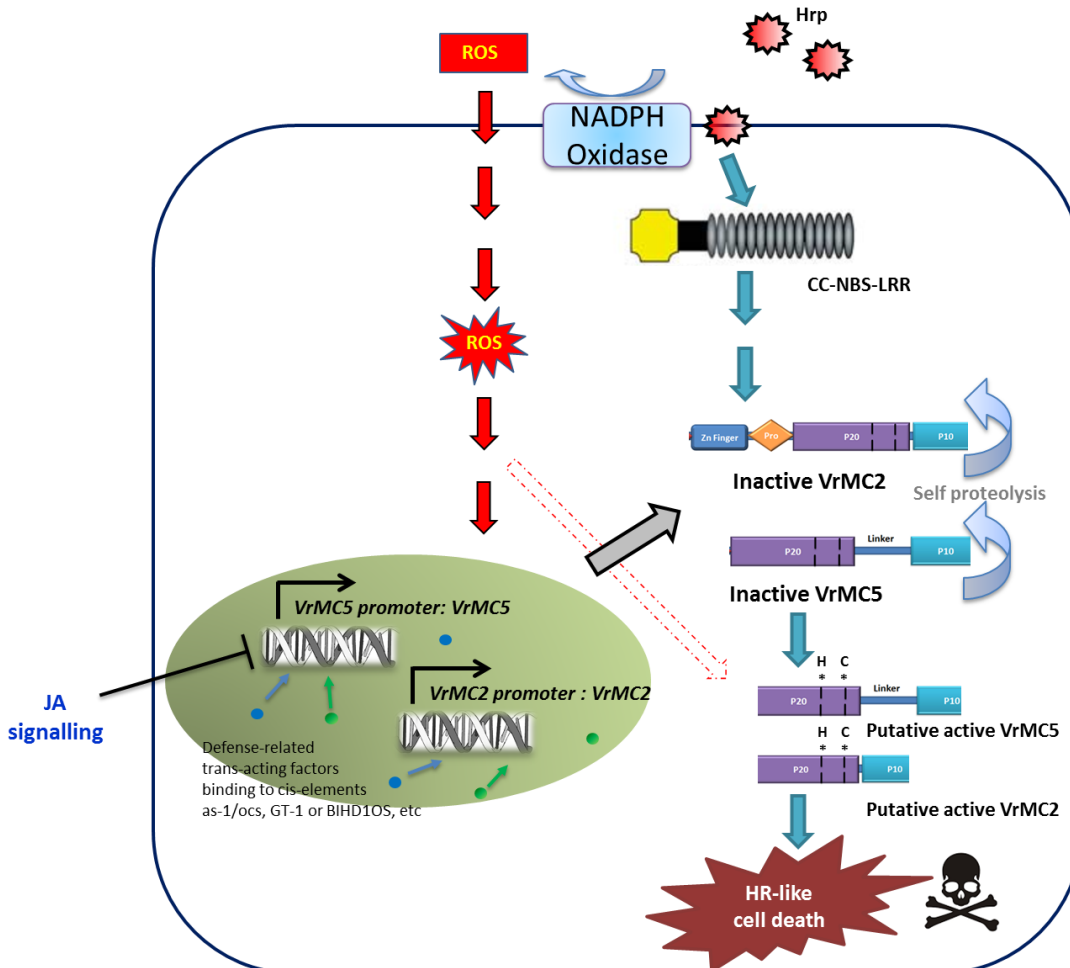 Hrp
ROS
NADPH
Oxidase
CC-NBS-LRR
ROS
Zn Finger
Pro
P20
P10
Inactive VrMC2
Self proteolysis
P20
Linker
P10
Inactive VrMC5
VrMC5 promoter: VrMC5
VrMC2 promoter : VrMC2
JA
signalling
Defense-related
trans-acting factors
binding to cis-elements
as-1/ocs, GT-1 or BIHD1OS, etc
H C
* *
P20
Linker
P10
Putative active VrMC5
H C
* *
P20
P10
Putative active VrMC2
HR-like
cell death